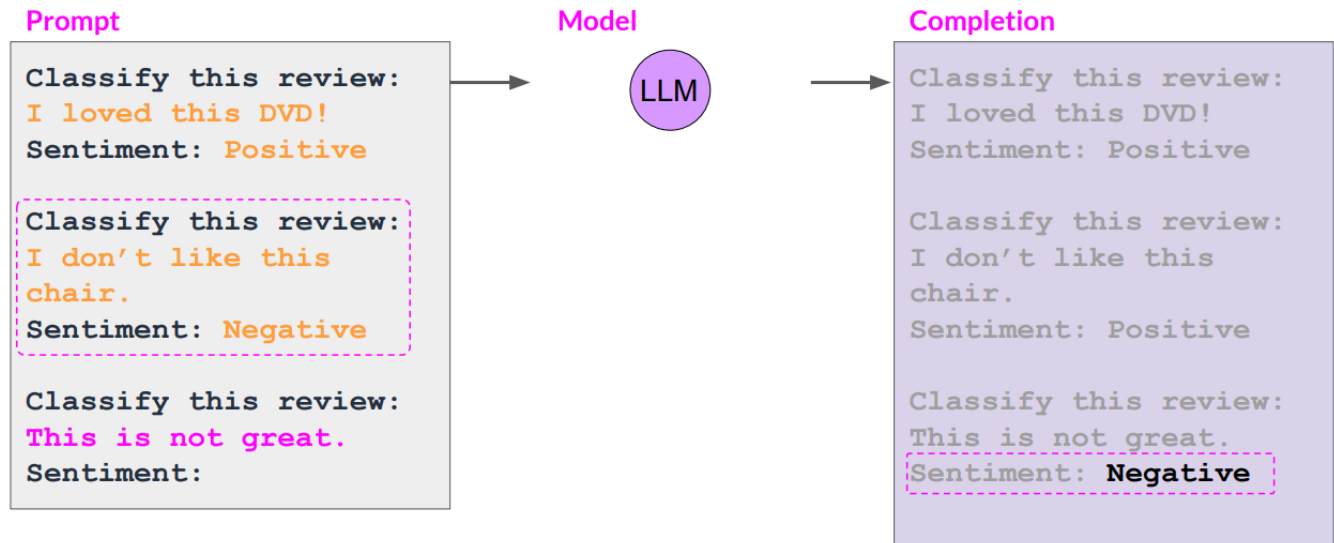 Prompt
Classify this review:
I loved this DVD!
Sentiment: Positive
Classify this review:
I don’t like this
chair.
Sentiment: Negative
Classify this review:
This is not great.
Sentiment:
Model
LLM
Completion
Classify this review:
I loved this DVD!
Sentiment: Positive
Classify this review:
I don’t like this
chair.
Sentiment: Positive
Classify this review:
This is not great.
Sentiment: Negative